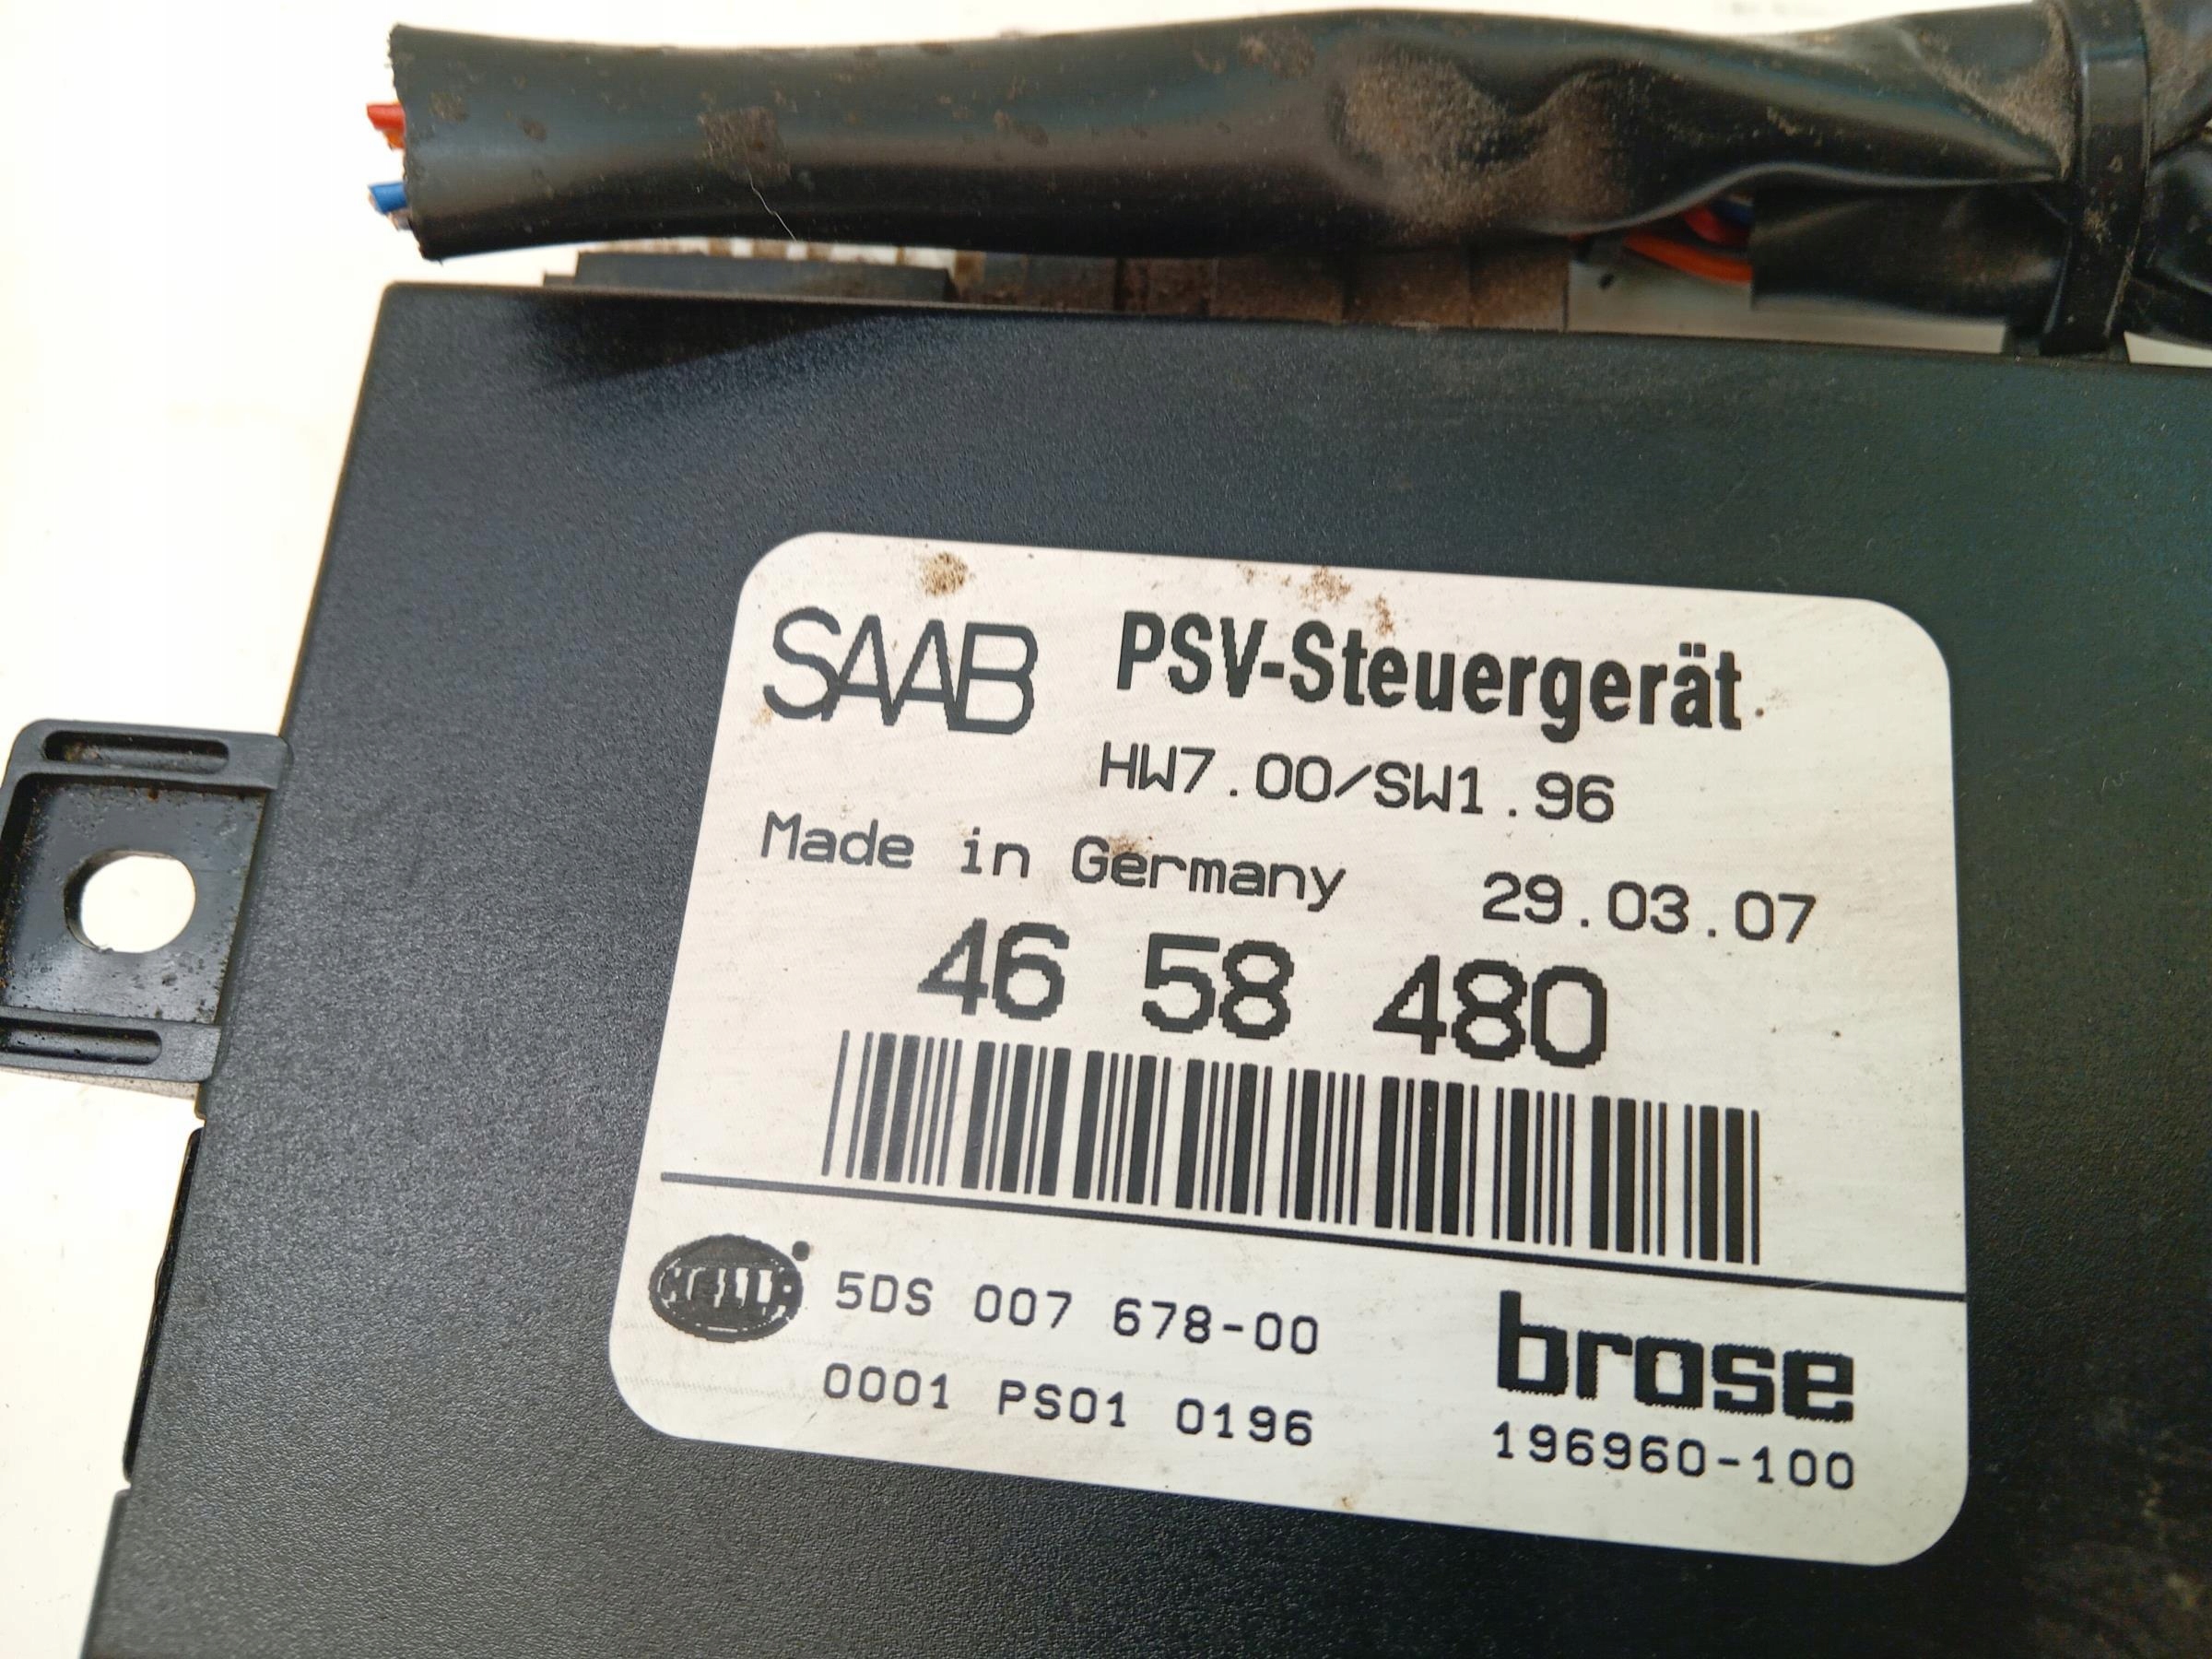 SAAB PSV-Steuergerät
HW7.00/SW1.96
Made in Germany 29.03.07
46 58 480
HELLA 5DS 007 678-00
0001 PS01 0196
brose
196960-100